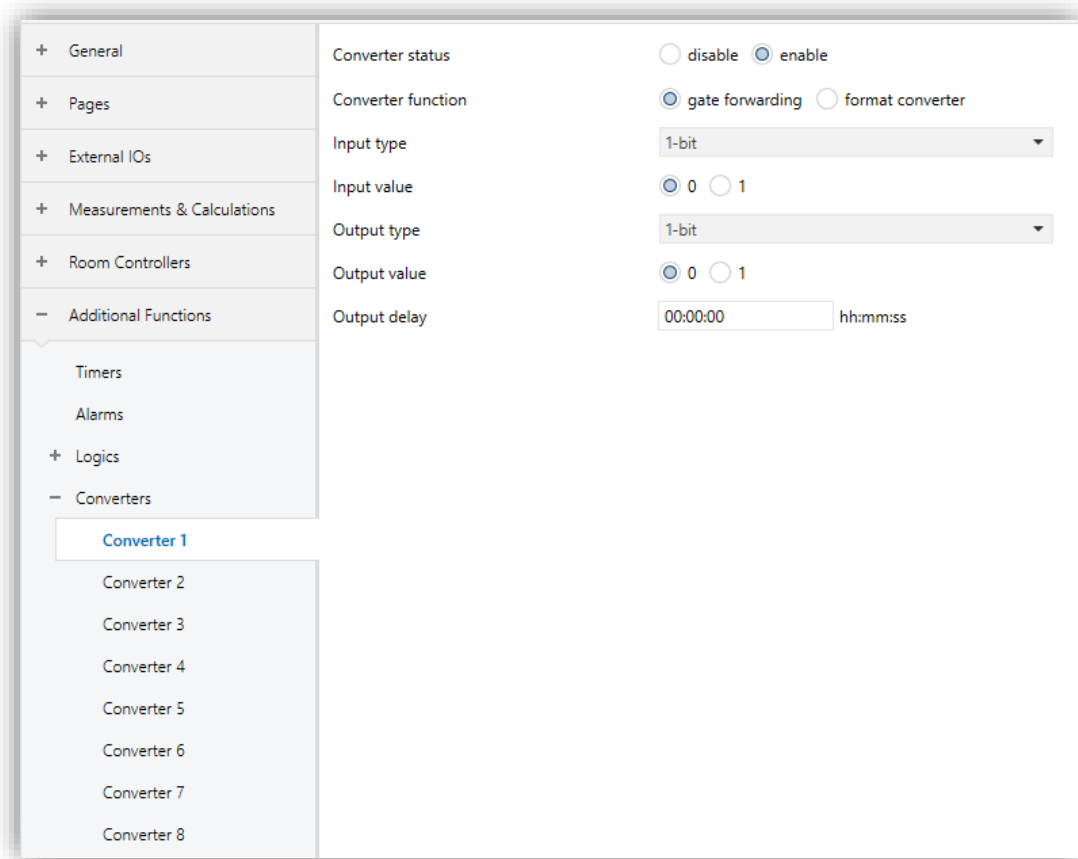 + General
+ Pages
+ External IOs
+ Measurements & Calculations
+ Room Controllers
− Additional Functions
Timers
Alarms
+ Logics
− Converters
Converter 1
Converter 2
Converter 3
Converter 4
Converter 5
Converter 6
Converter 7
Converter 8
Converter status disable enable
Converter function gate forwarding format converter
Input type 1-bit
Input value 0 1
Output type 1-bit
Output value 0 1
Output delay 00:00:00 hh:mm:ss